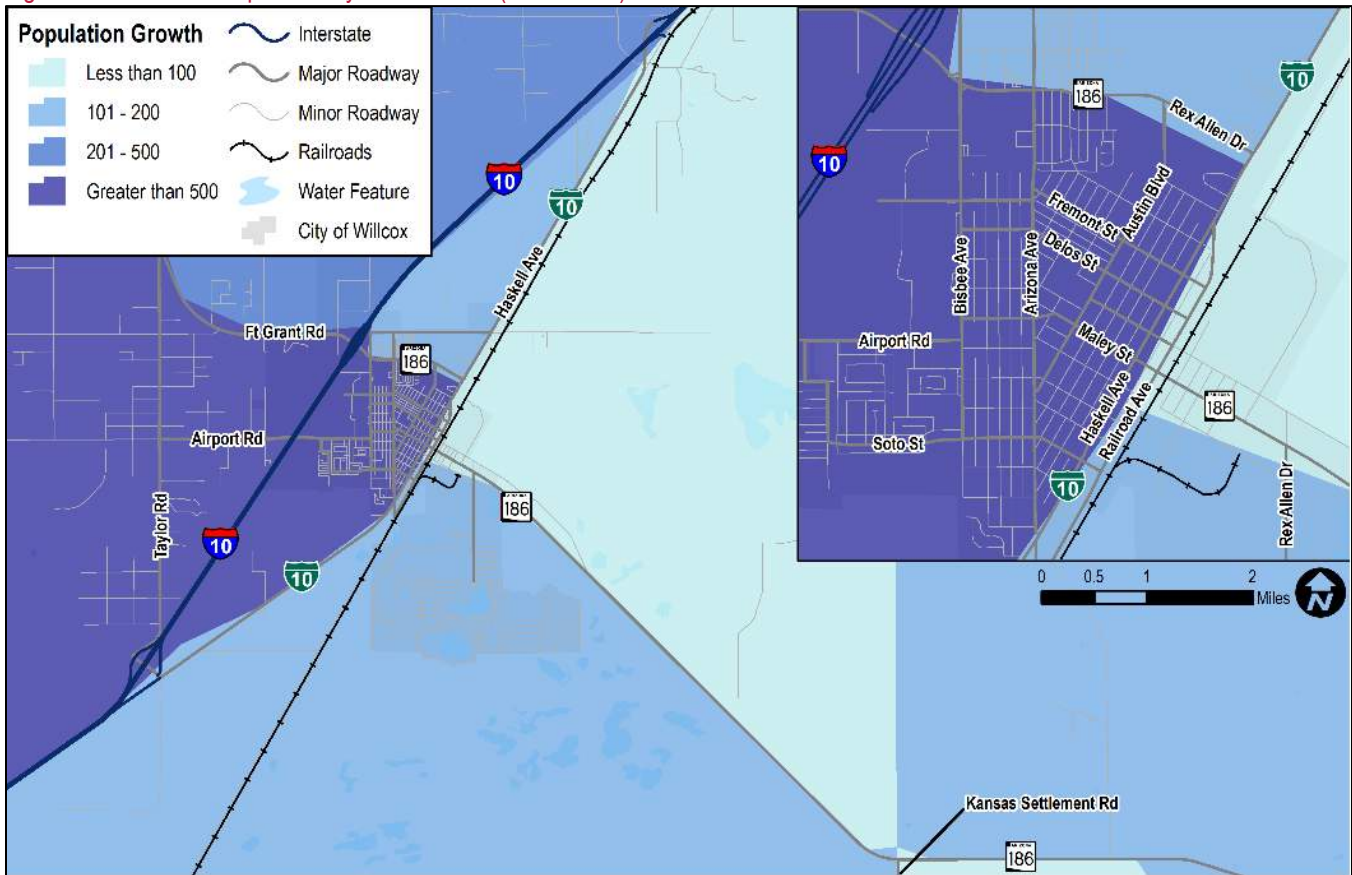 Population Growth
Less than 100
101 - 200
201 - 500
Greater than 500
Interstate
Major Roadway
Minor Roadway
Railroads
Water Feature
City of Willcox
10
10
Haskell Ave
Ft Grant Rd
186
Airport Rd
Taylor Rd
10
10
186
Kansas Settlement Rd
186
10
186
Rex Allen Dr
10
Fremont St
Austin Blvd
Delos St
Bisbee Ave
Arizona Ave
Airport Rd
Maley St
186
Haskell Ave
Railroad Ave
Soto St
10
Rex Allen Dr
0 0.5 1 2
Miles
N